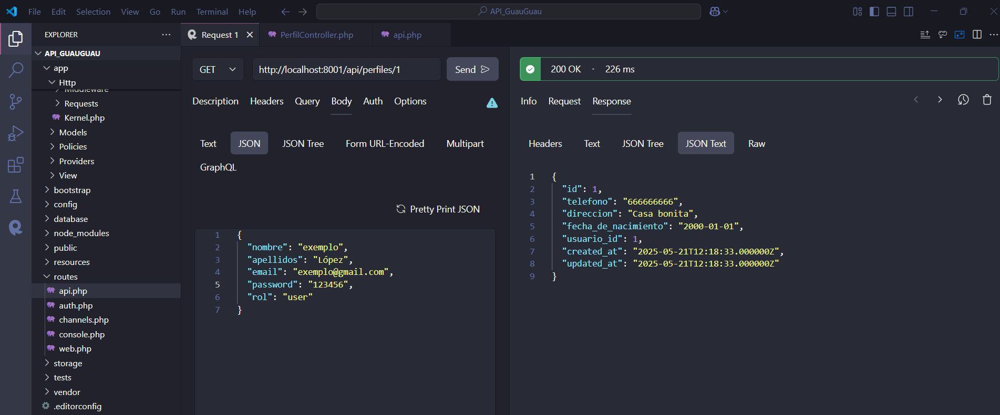 File Edit Selection View Go Run Terminal Help
API_GuauGuau
EXPLORER
Request 1
PerfilController.php
api.php
API_GUAUGUAU
app
Http
Middleware
Requests
Kernel.php
Models
Policies
Providers
View
bootstrap
config
database
node_modules
public
resources
routes
api.php
auth.php
channels.php
console.php
web.php
storage
tests
vendor
.editorconfig
GET
http://localhost:8001/api/perfiles/1
Send
Description Headers Query Body Auth Options
Text JSON JSON Tree Form URL-Encoded Multipart
GraphQL
Pretty Print JSON
1 {
2 "nombre": "exemplo",
3 "apellidos": "López",
4 "email": "exemplo@gmail.com",
5 "password": "123456",
6 "rol": "user"
7 }
200 OK · 226 ms
Info Request Response
Headers Text JSON Tree JSON Text Raw
1 {
2 "id": 1,
3 "telefono": "666666666",
4 "direccion": "Casa bonita",
5 "fecha_de_nacimiento": "2000-01-01",
6 "usuario_id": 1,
7 "created_at": "2025-05-21T12:18:33.000000Z",
8 "updated_at": "2025-05-21T12:18:33.000000Z"
9 }